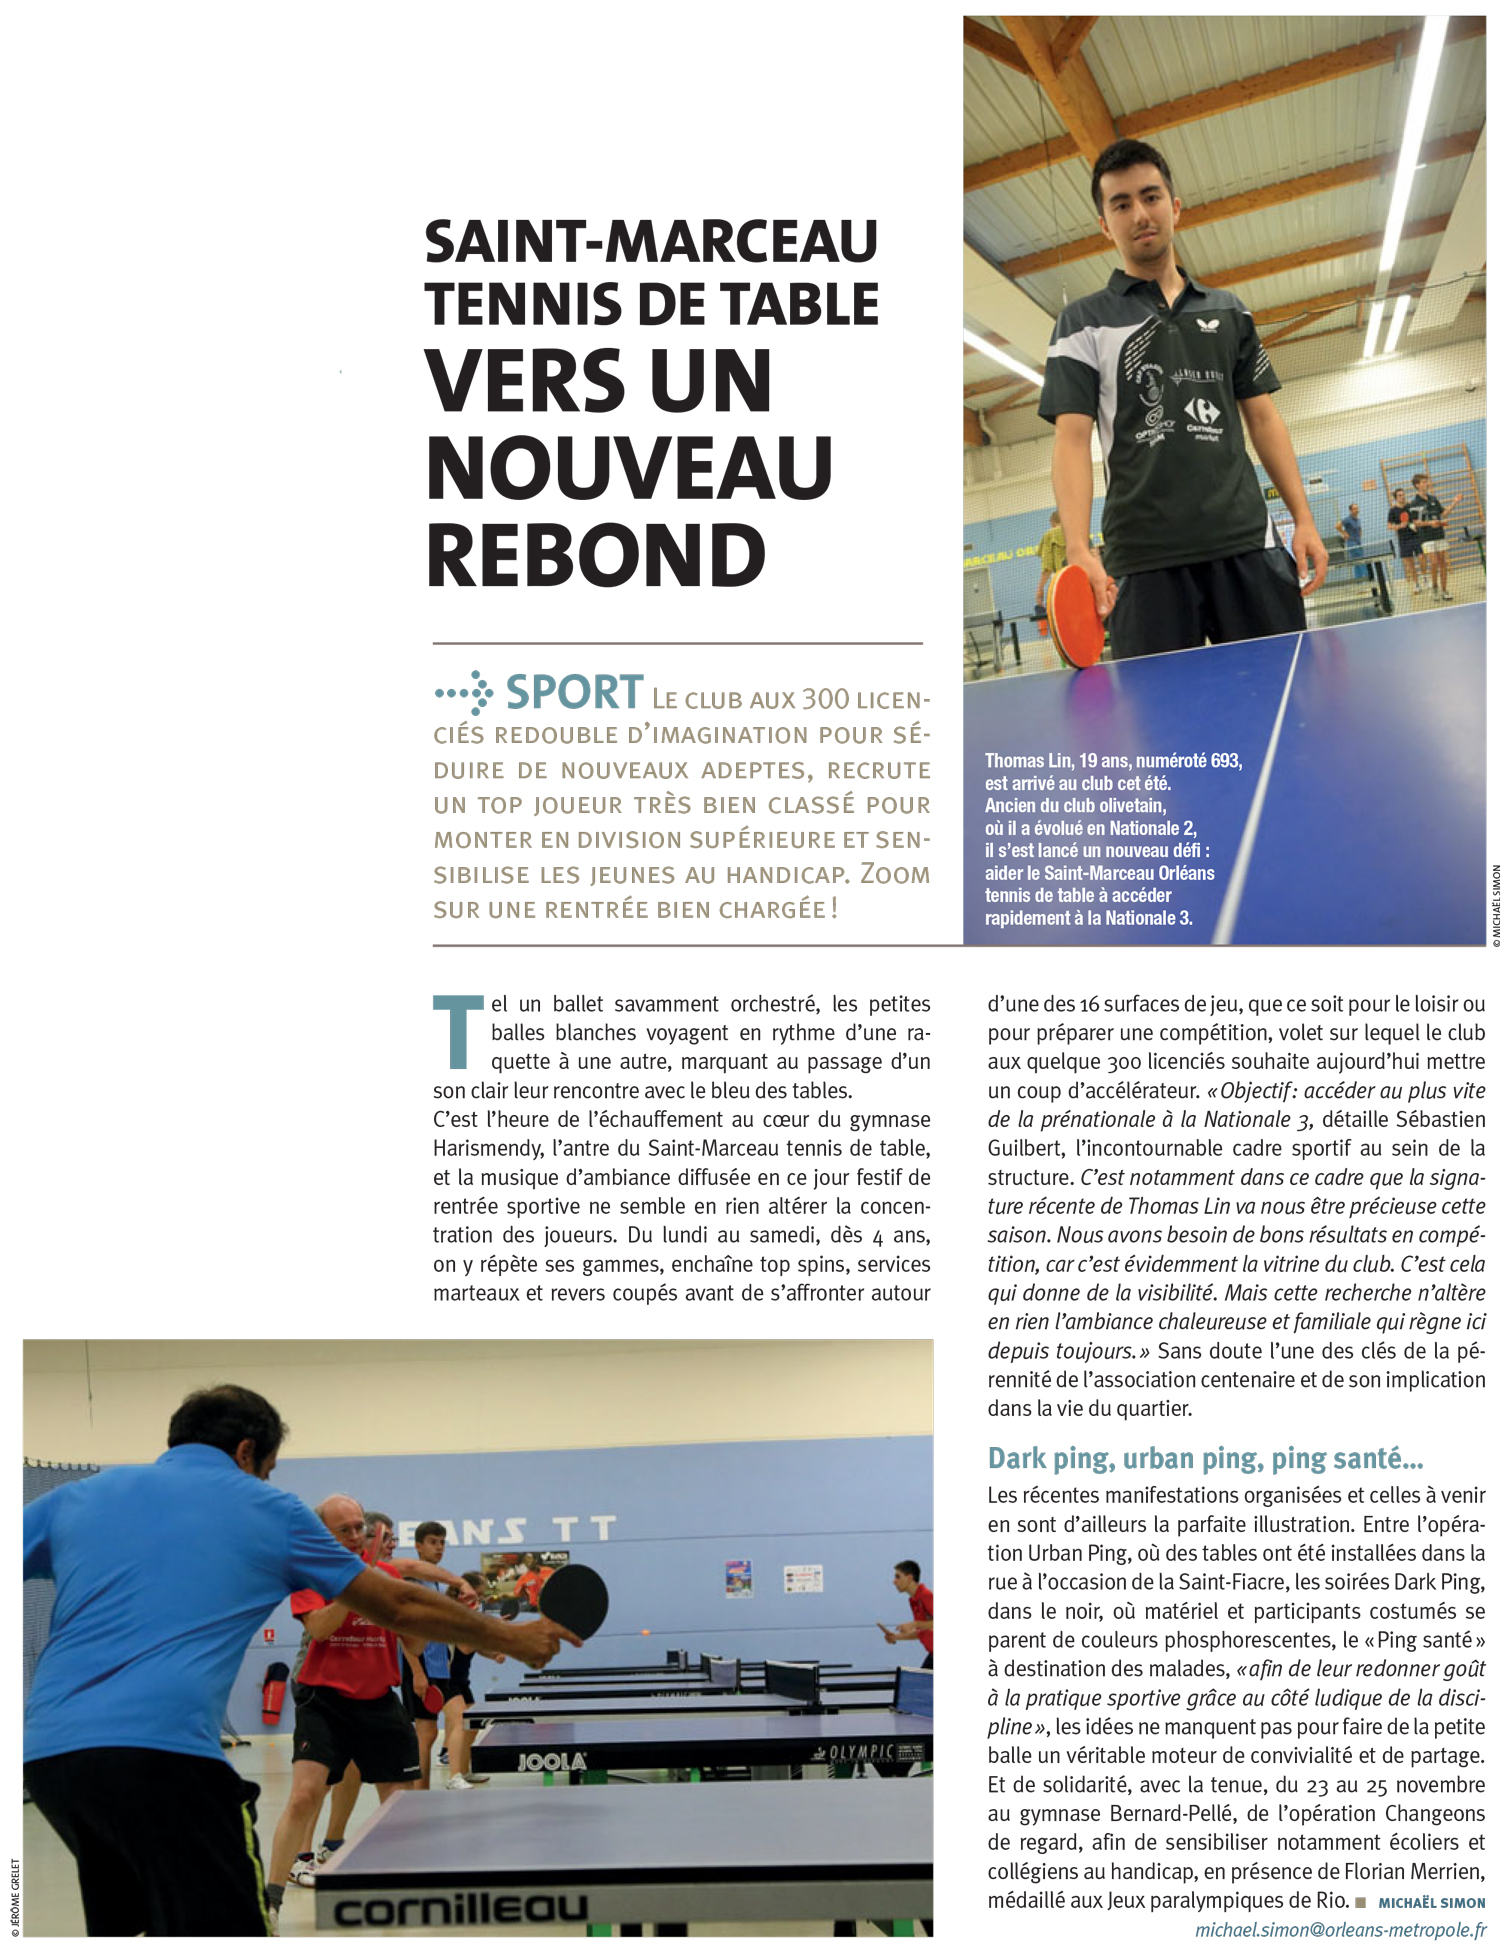 SAINT-MARCEAU
TENNIS DE TABLE
VERS UN
NOUVEAU
REBOND
SPORT LE CLUB AUX 300 LICEN-
CIÉS REDOUBLE D'IMAGINATION POUR SÉ-
DUIRE DE NOUVEAUX ADEPTES, RECRUTE
UN TOP JOUEUR TRÈS BIEN CLASSÉ POUR
MONTER EN DIVISION SUPÉRIEURE ET SEN-
SIBILISE LES JEUNES AU HANDICAP. ZOOM
SUR UNE RENTRÉE BIEN CHARGÉE !
Carrefour
market
Thomas Lin, 19 ans, numéroté 693,
est arrivé au club cet été.
Ancien du club olivetain,
où il a évolué en Nationale 2,
il s'est lancé un nouveau défi :
aider le Saint-Marceau Orléans
tennis de table à accéder
rapidement à la Nationale 3.
© MICHAËL SIMON
Tel un ballet savamment orchestré, les petites
balles blanches voyagent en rythme d'une ra-
quette à une autre, marquant au passage d'un
son clair leur rencontre avec le bleu des tables.
C'est l'heure de l'échauffement au cœur du gymnase
Harismendy, l'antre du Saint-Marceau tennis de table,
et la musique d'ambiance diffusée en ce jour festif de
rentrée sportive ne semble en rien altérer la concen-
tration des joueurs. Du lundi au samedi, dès 4 ans,
on y répète ses gammes, enchaîne top spins, services
marteaux et revers coupés avant de s'affronter autour
d'une des 16 surfaces de jeu, que ce soit pour le loisir ou
pour préparer une compétition, volet sur lequel le club
aux quelque 300 licenciés souhaite aujourd'hui mettre
un coup d'accélérateur. « Objectif : accéder au plus vite
de la prénationale à la Nationale 3, détaille Sébastien
Guilbert, l'incontournable cadre sportif au sein de la
structure. C'est notamment dans ce cadre que la signa-
ture récente de Thomas Lin va nous être précieuse cette
saison. Nous avons besoin de bons résultats en compé-
tition, car c'est évidemment la vitrine du club. C'est cela
qui donne de la visibilité. Mais cette recherche n'altère
en rien l'ambiance chaleureuse et familiale qui règne ici
depuis toujours. » Sans doute l'une des clés de la pé-
rennité de l'association centenaire et de son implication
dans la vie du quartier.
Dark ping, urban ping, ping santé...
Les récentes manifestations organisées et celles à venir
en sont d'ailleurs la parfaite illustration. Entre l'opéra-
tion Urban Ping, où des tables ont été installées dans la
rue à l'occasion de la Saint-Fiacre, les soirées Dark Ping,
dans le noir, où matériel et participants costumés se
parent de couleurs phosphorescentes, le « Ping santé »
à destination des malades, « afin de leur redonner goût
à la pratique sportive grâce au côté ludique de la disci-
pline », les idées ne manquent pas pour faire de la petite
balle un véritable moteur de convivialité et de partage.
Et de solidarité, avec la tenue, du 23 au 25 novembre
au gymnase Bernard-Pellé, de l'opération Changeons
de regard, afin de sensibiliser notamment écoliers et
collégiens au handicap, en présence de Florian Merrien,
médaillé aux Jeux paralympiques de Rio. ■ MICHAËL SIMON
michael.simon@orleans-metropole.fr
EANS TT
JOOLA
OLYMPIC
cornilleau
© JÉRÔME GRELET